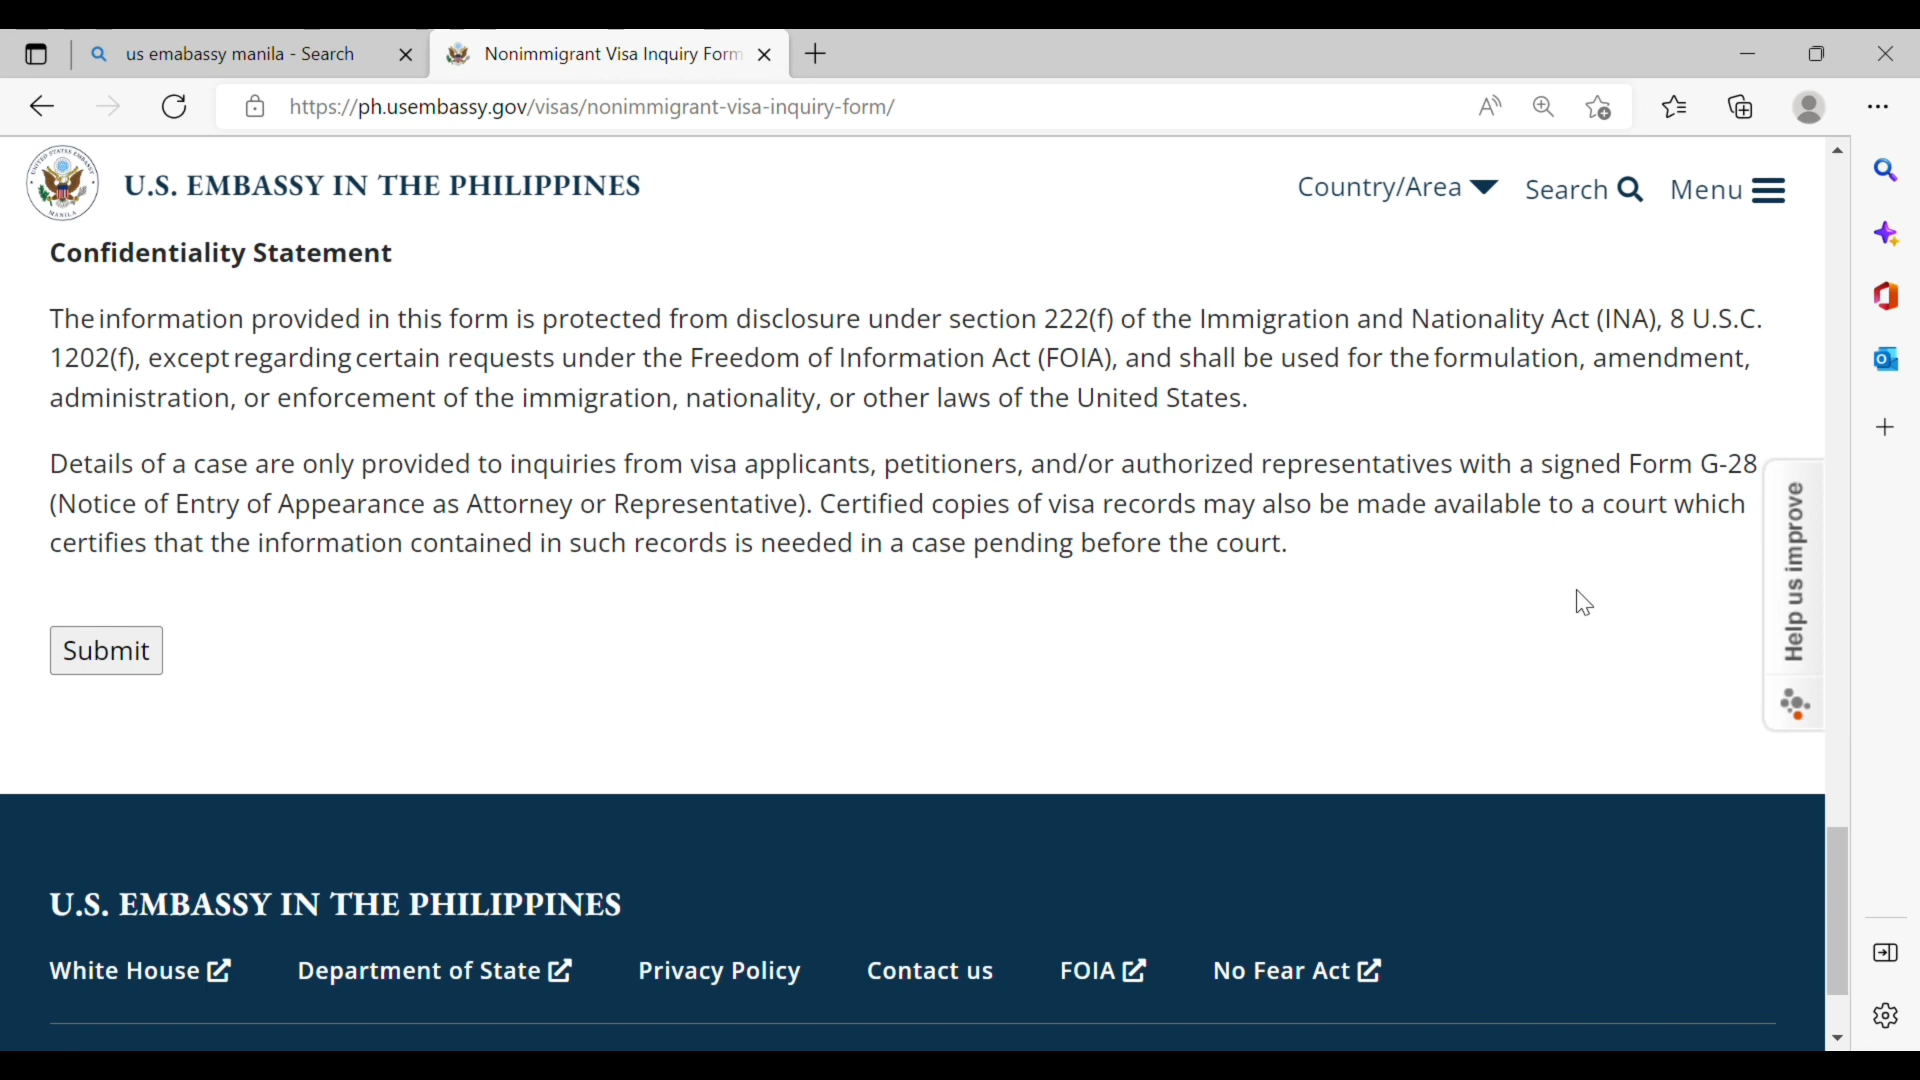 us emabassy manila - Search
Nonimmigrant Visa Inquiry Form
https://ph.usembassy.gov/visas/nonimmigrant-visa-inquiry-form/
UNITED STATES EMBASSY
MANILA
U.S. EMBASSY IN THE PHILIPPINES
Country/Area
Search
Menu
Confidentiality Statement
The information provided in this form is protected from disclosure under section 222(f) of the Immigration and Nationality Act (INA), 8 U.S.C.
1202(f), except regarding certain requests under the Freedom of Information Act (FOIA), and shall be used for the formulation, amendment,
administration, or enforcement of the immigration, nationality, or other laws of the United States.
Details of a case are only provided to inquiries from visa applicants, petitioners, and/or authorized representatives with a signed Form G-28
(Notice of Entry of Appearance as Attorney or Representative). Certified copies of visa records may also be made available to a court which
certifies that the information contained in such records is needed in a case pending before the court.
Help us improve
Submit
U.S. EMBASSY IN THE PHILIPPINES
White House
Department of State
Privacy Policy
Contact us
FOIA
No Fear Act